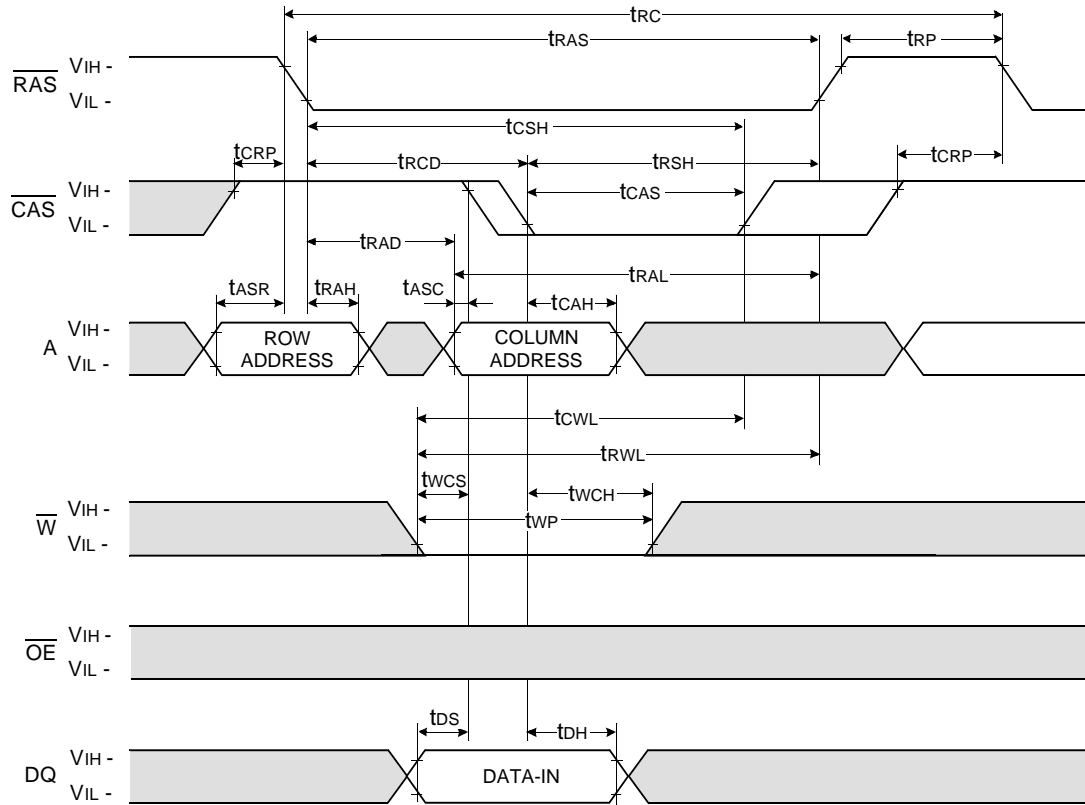 tRC
tRAS
tRP
RAS
VIH -
VIL -
tCSH
tCRP
tRCD
tRSH
tCRP
CAS
VIH -
VIL -
tCAS
tRAD
tRAL
tASR
tRAH
tASC
tCAH
A
VIH -
VIL -
ROW
ADDRESS
COLUMN
ADDRESS
tCWL
tRWL
tWCS
tWCH
tWP
W
VIH -
VIL -
OE
VIH -
VIL -
tDS
tDH
DQ
VIH -
VIL -
DATA-IN